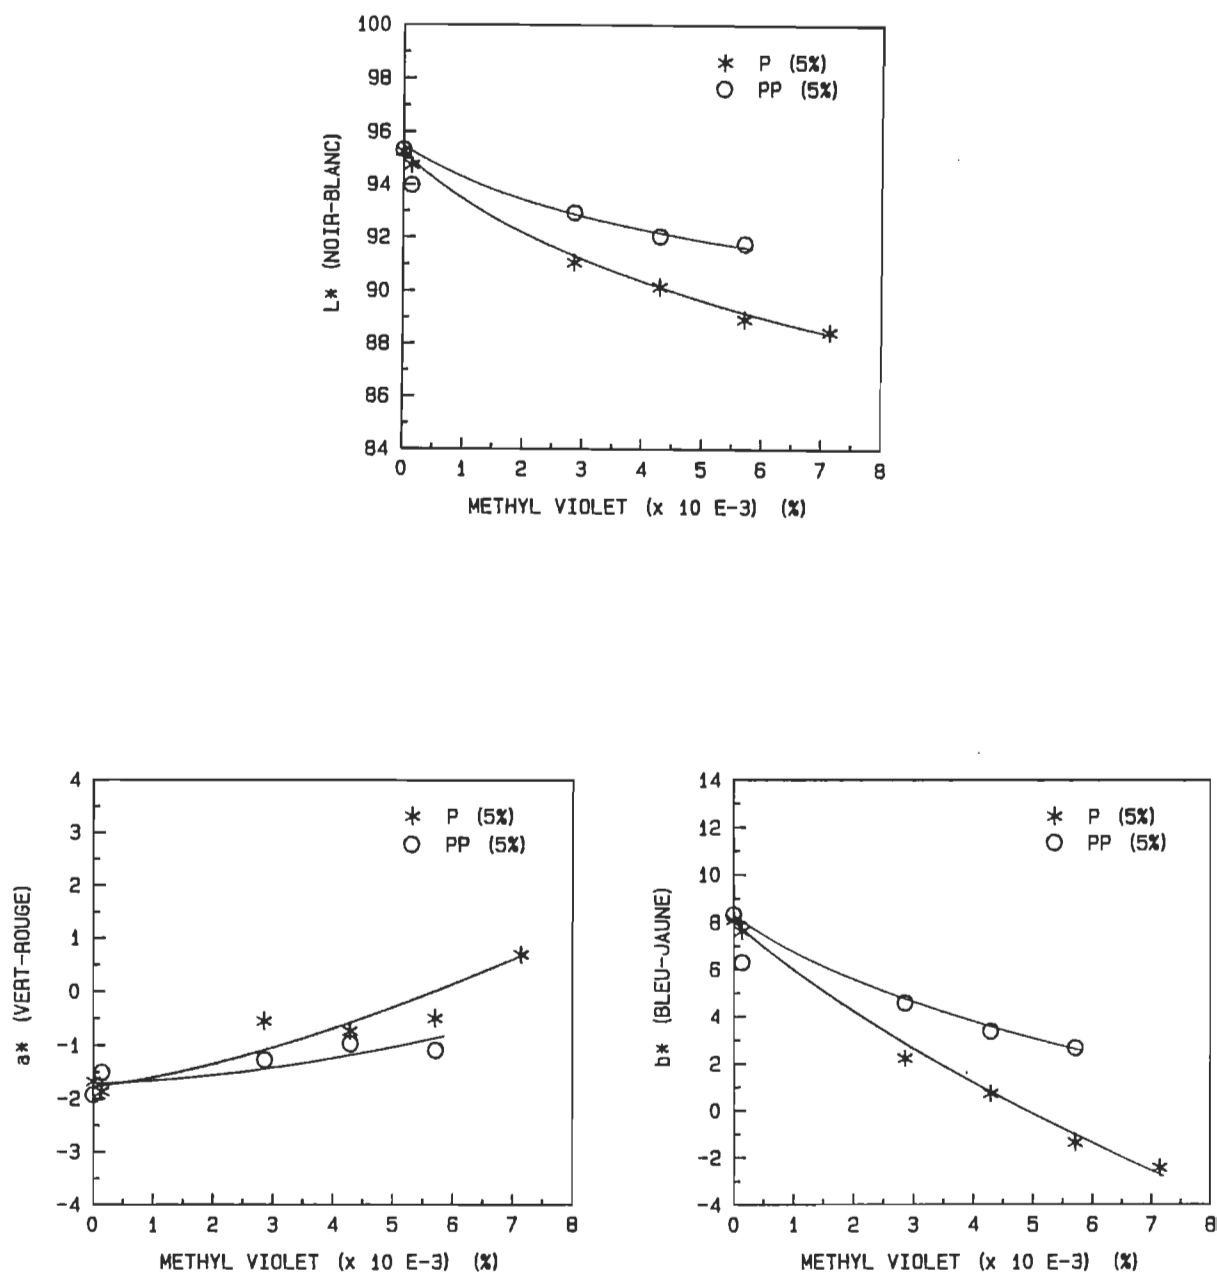 100
98
96
94
92
90
88
86
84
L* (NOIR-BLANC)
* P (5%)
O PP (5%)
0 1 2 3 4 5 6 7 8
METHYL VIOLET (x 10 E-3) (%)
4
3
2
1
0
-1
-2
-3
-4
a* (VERT-ROUGE)
* P (5%)
O PP (5%)
0 1 2 3 4 5 6 7 8
METHYL VIOLET (x 10 E-3) (%)
14
12
10
8
6
4
2
0
-2
-4
b* (BLEU-JAUNE)
* P (5%)
O PP (5%)
0 1 2 3 4 5 6 7 8
METHYL VIOLET (x 10 E-3) (%)